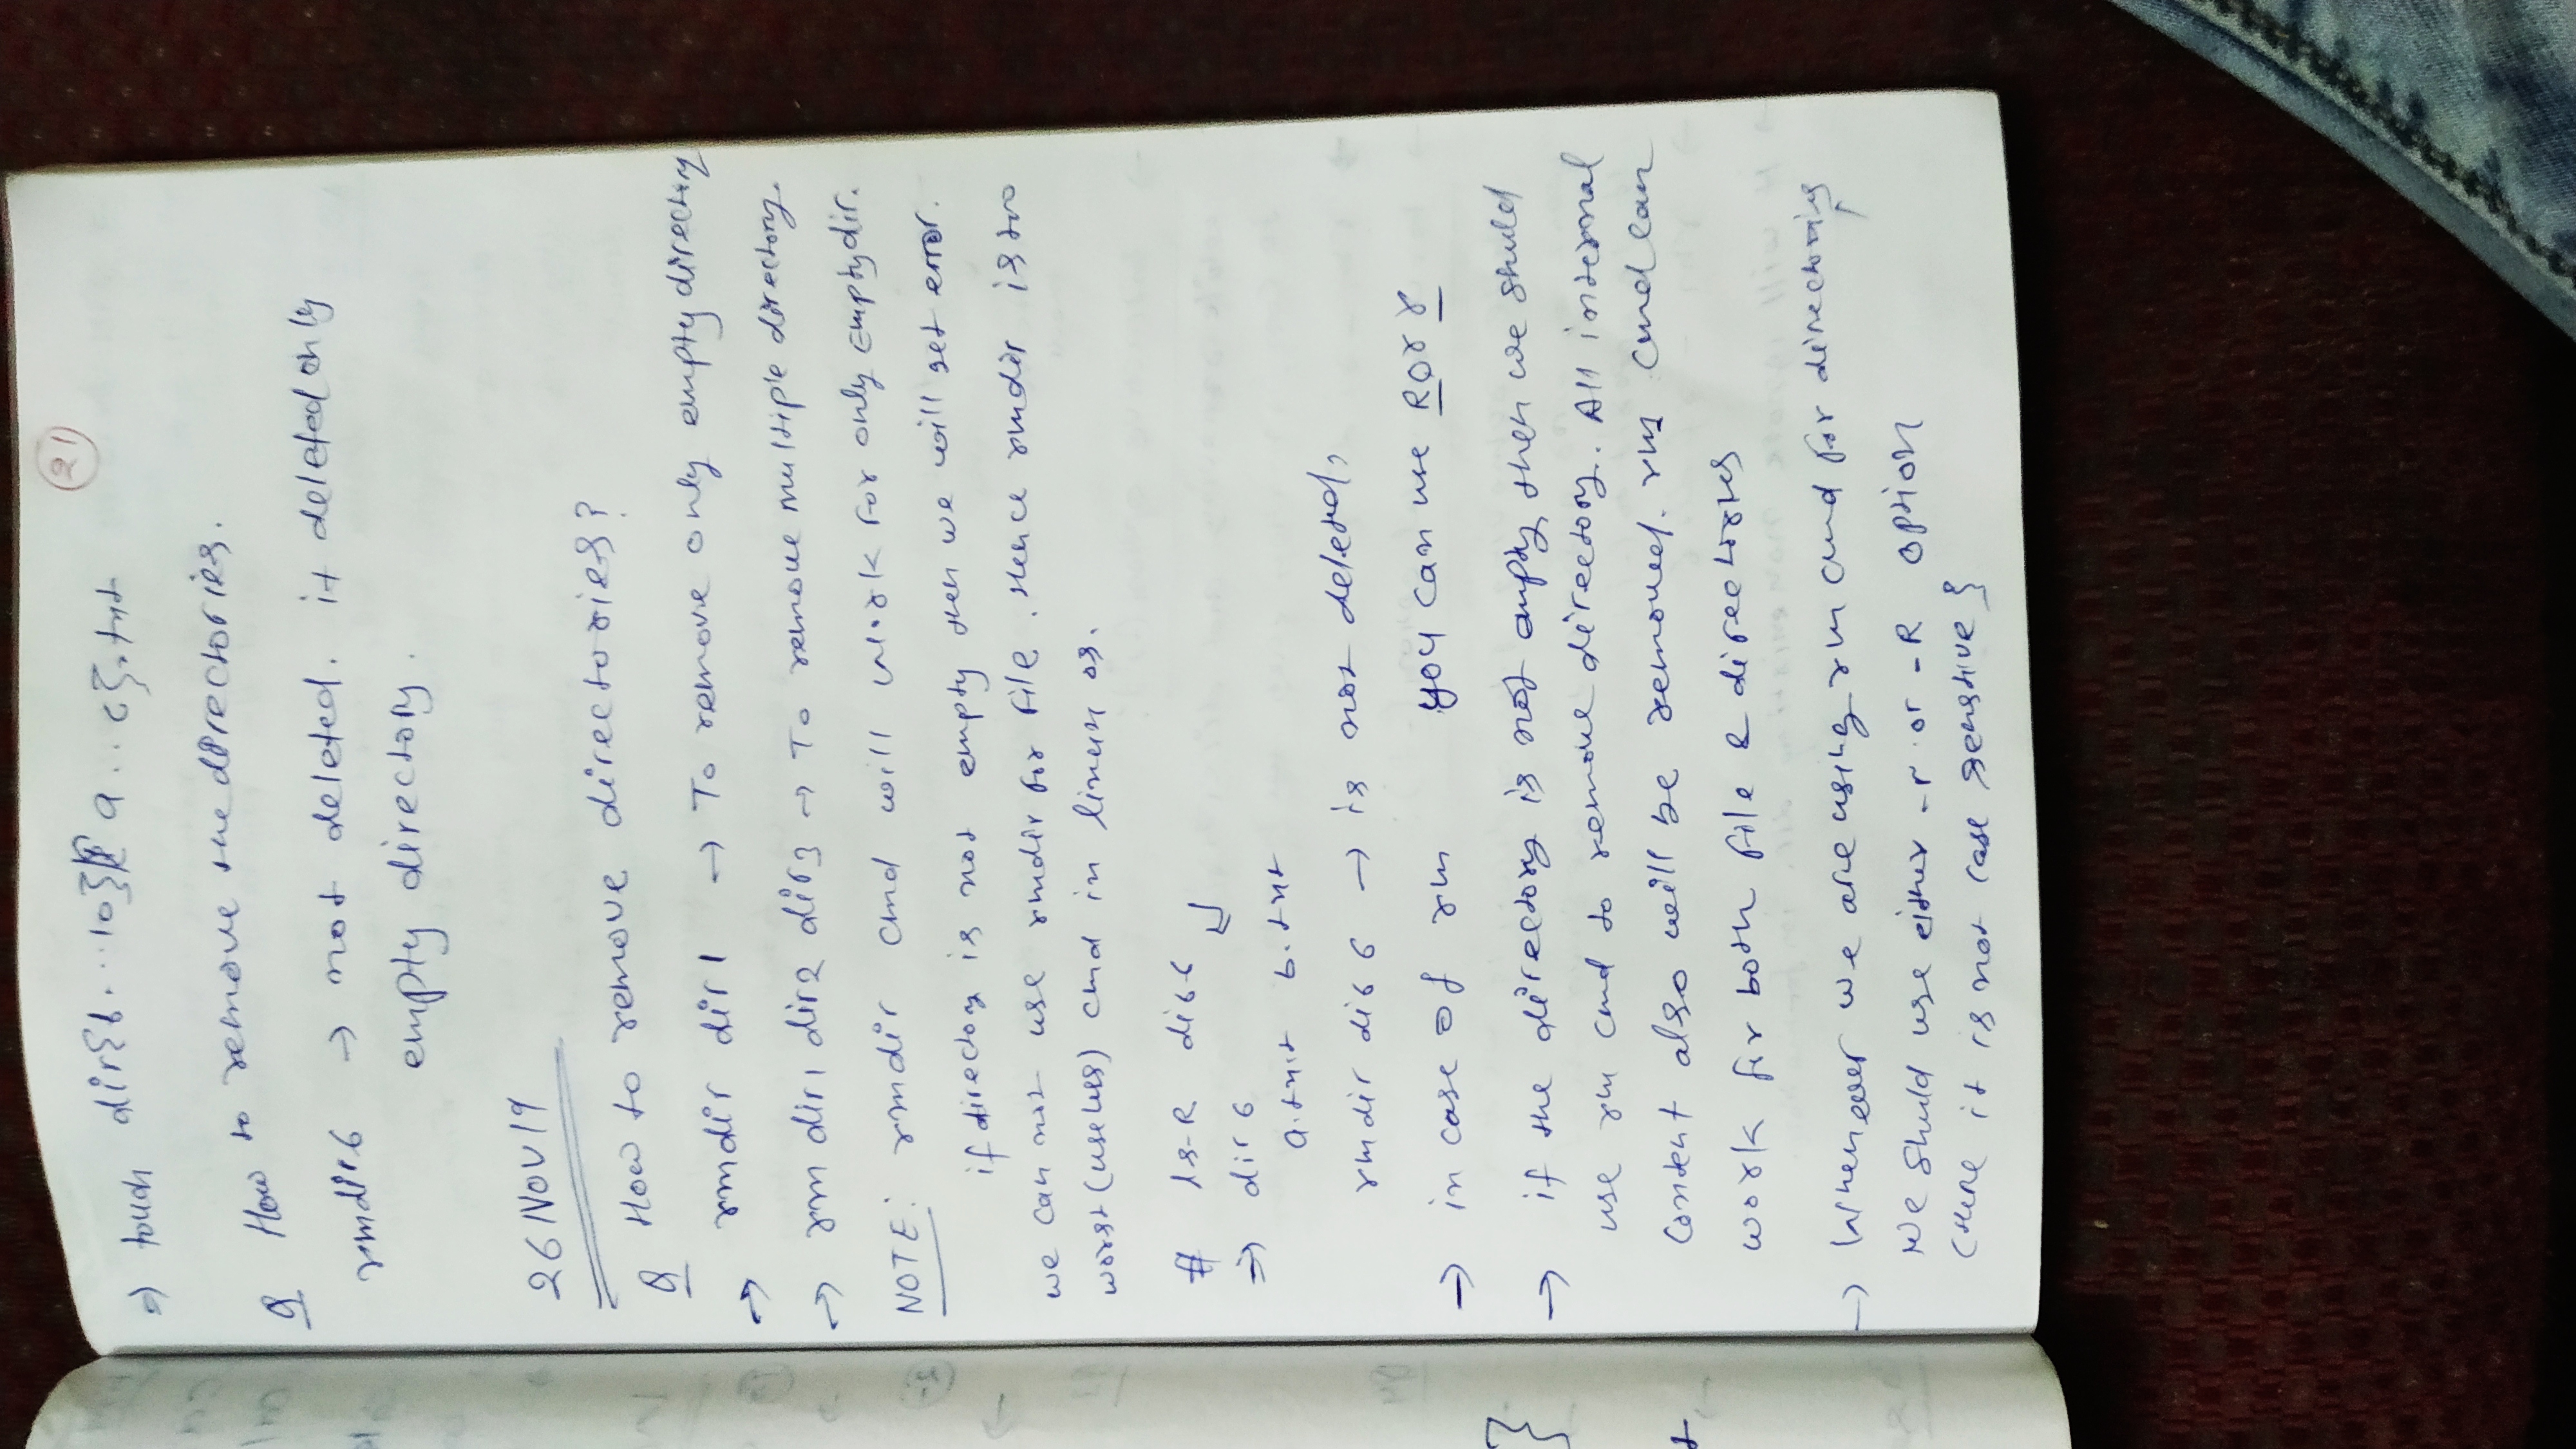 21
=> touch dir{6...10}/{a..c}.txt
Q How to remove the directories.
rmdir6 → not deleted. it deleted only
empty directory.
26 NOV 19
Q How to remove directories?
→ rmdir dir1 → To remove only empty directory
→ rm dir1 dir2 dir3 → To remove multiple directory.
NOTE: rmdir cmd will work for only Empty dir.
if directory is not empty then we will get error.
we can not use rmdir for file. Hence rmdir is too
worst (useless) cmd in linux os.
# ls-R dir6
=> dir6
a.txt b.txt
rmdir dir6 → is not deleted,
→ in case of rm you can use R or r
→ if the directory is not empty then we shuld
use rm cmd to remove directory. All internal
content also will be removed. rm cmd can
work for both file & directories
→ Whenever we are using rm cmd for directories
We shuld use either -r or -R option
(Here it is not case senstive}